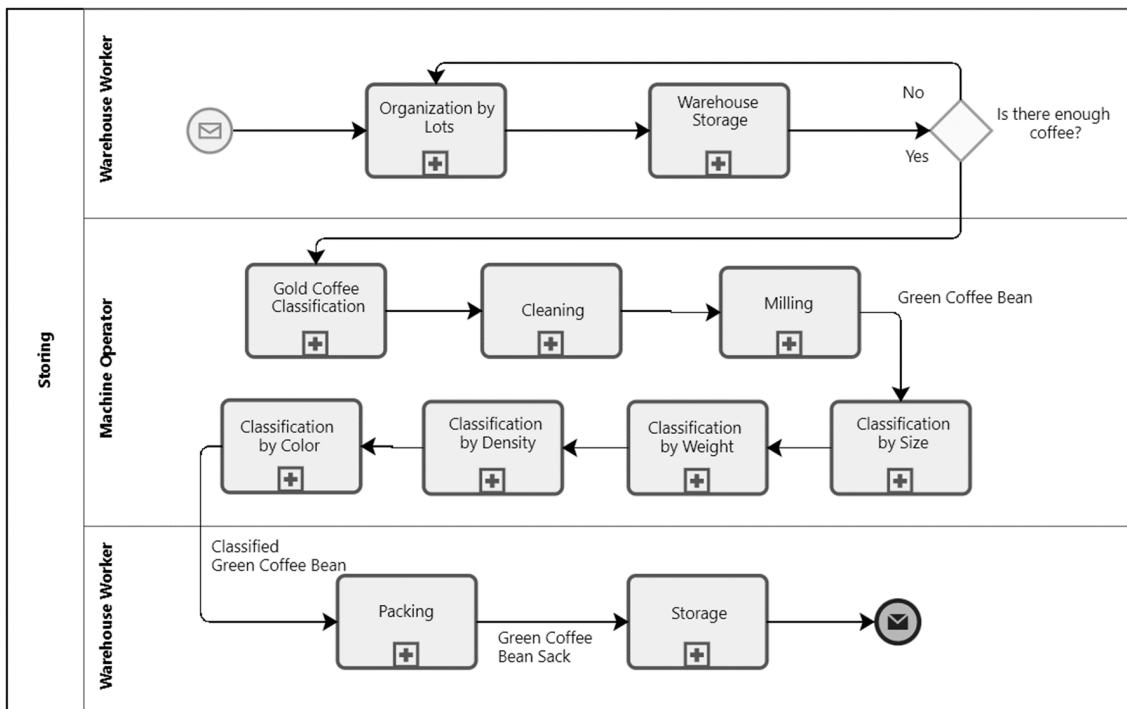 Storing
Warehouse Worker
Organization by
Lots
Warehouse
Storage
No
Yes
Is there enough
coffee?
Machine Operator
Gold Coffee
Classification
Cleaning
Milling
Green Coffee Bean
Classification
by Color
Classification
by Density
Classification
by Weight
Classification
by Size
Warehouse Worker
Classified
Green Coffee Bean
Packing
Green Coffee
Bean Sack
Storage